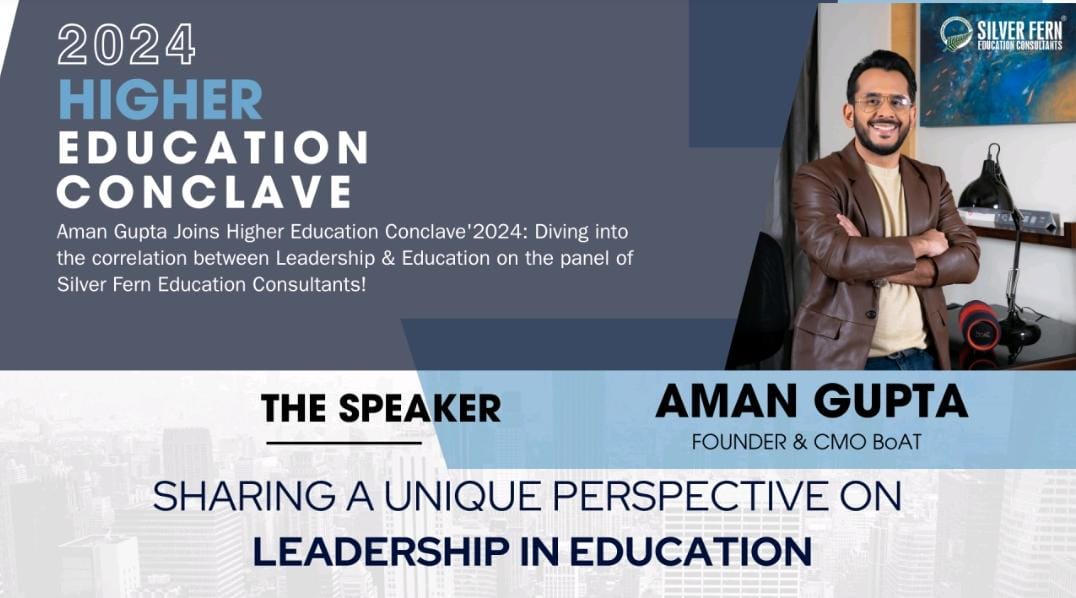 2024
HIGHER
EDUCATION
CONCLAVE
Aman Gupta Joins Higher Education Conclave'2024: Diving into
the correlation between Leadership & Education on the panel of
Silver Fern Education Consultants!
SILVER FERN®
EDUCATION CONSULTANTS
THE SPEAKER
AMAN GUPTA
FOUNDER & CMO BoAT
SHARING A UNIQUE PERSPECTIVE ON
LEADERSHIP IN EDUCATION